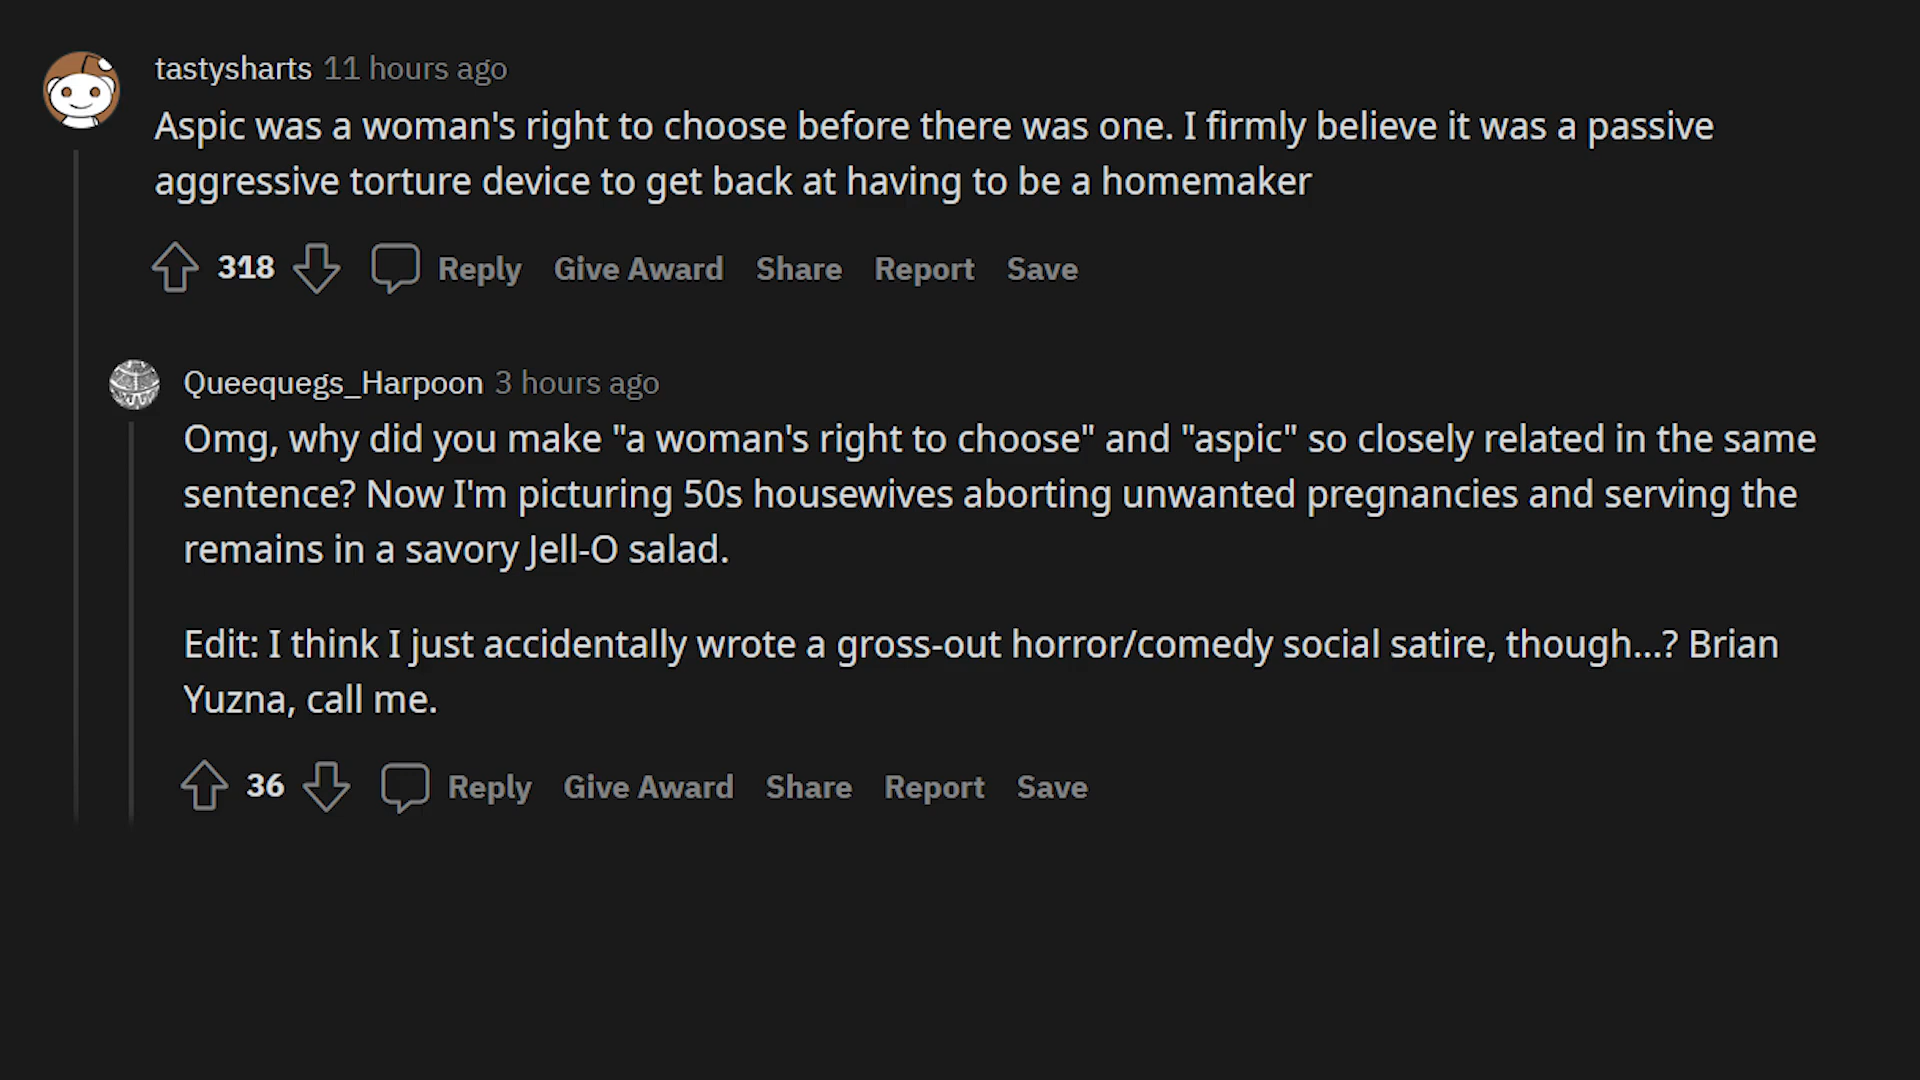 tastysharts 11 hours ago
Aspic was a woman's right to choose before there was one. I firmly believe it was a passive
aggressive torture device to get back at having to be a homemaker
318 Reply Give Award Share Report Save
Queequegs_Harpoon 3 hours ago
Omg, why did you make "a woman's right to choose" and "aspic" so closely related in the same
sentence? Now I'm picturing 50s housewives aborting unwanted pregnancies and serving the
remains in a savory Jell-O salad.
Edit: I think I just accidentally wrote a gross-out horror/comedy social satire, though...? Brian
Yuzna, call me.
36 Reply Give Award Share Report Save